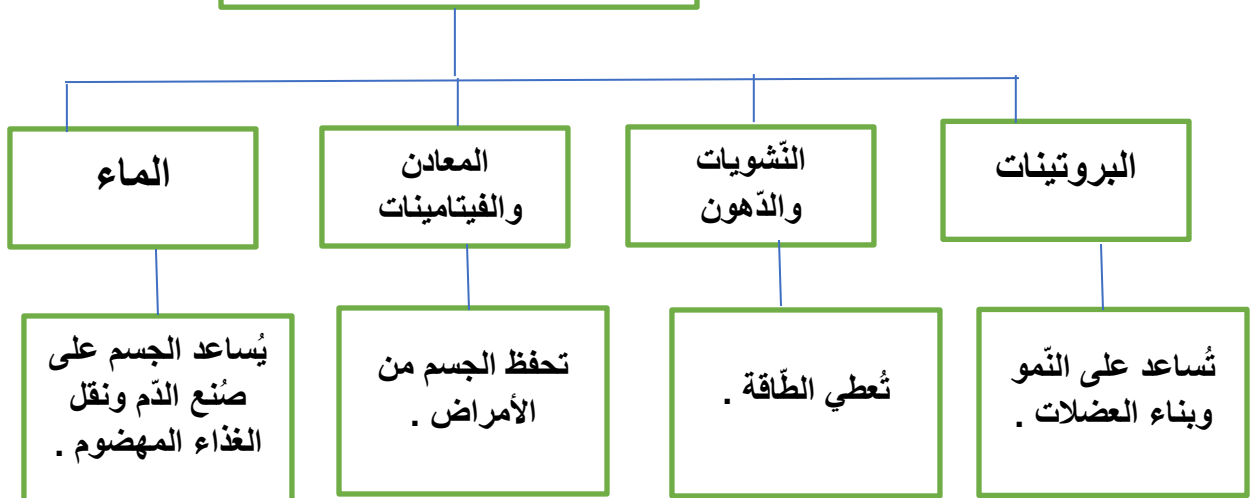 البروتينات
النّشويات
والدّهون
المعادن
والفيتامينات
الماء
تُساعد على النّمو
وبناء العضلات .
تُعطي الطّاقة .
تحفظ الجسم من
الأمراض .
يُساعد الجسم على
صُنع الدّم ونقل
الغذاء المهضوم .